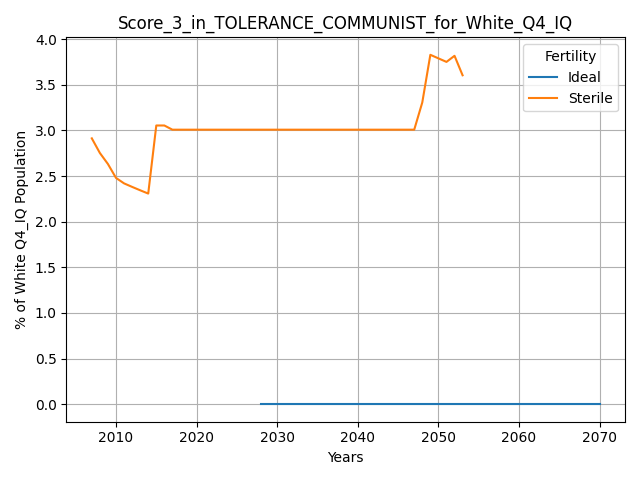 Score_3_in_TOLERANCE_COMMUNIST_for_White_Q4_IQ
% of White Q4_IQ Population
4.0
3.5
3.0
2.5
2.0
1.5
1.0
0.5
0.0
Fertility
Ideal
Sterile
2010 2020 2030 2040 2050 2060 2070
Years